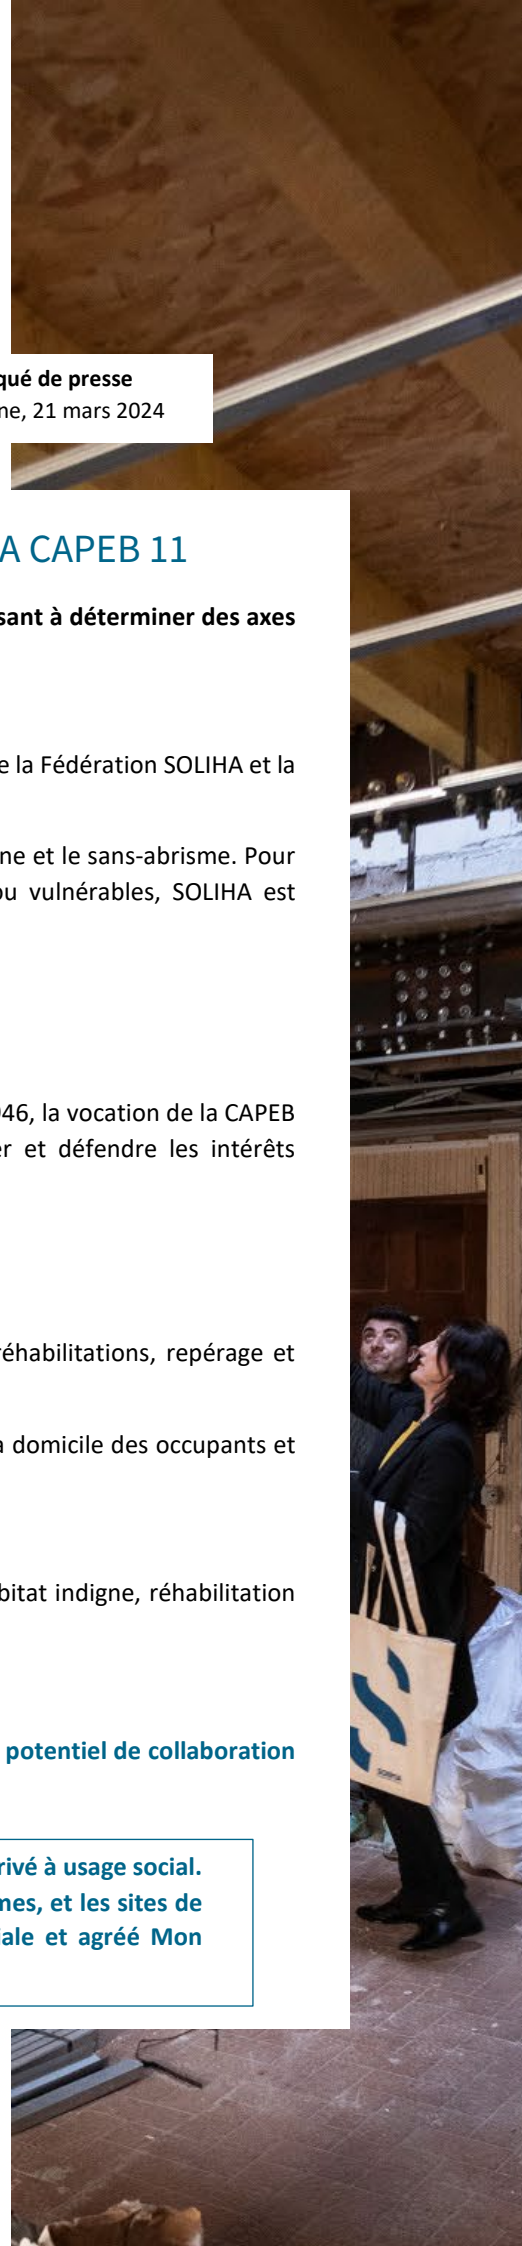 qué de presse
ne, 21 mars 2024
A CAPEB 11
sant à déterminer des axes
e la Fédération SOLIHA et la
ne et le sans-abrisme. Pour
ou vulnérables, SOLIHA est
946, la vocation de la CAPEB
er et défendre les intérêts
réhabilitations, repérage et
à domicile des occupants et
bitat indigne, réhabilitation
potentiel de collaboration
rivé à usage social.
mes, et les sites de
iale et agréé Mon
S
SOLIHA